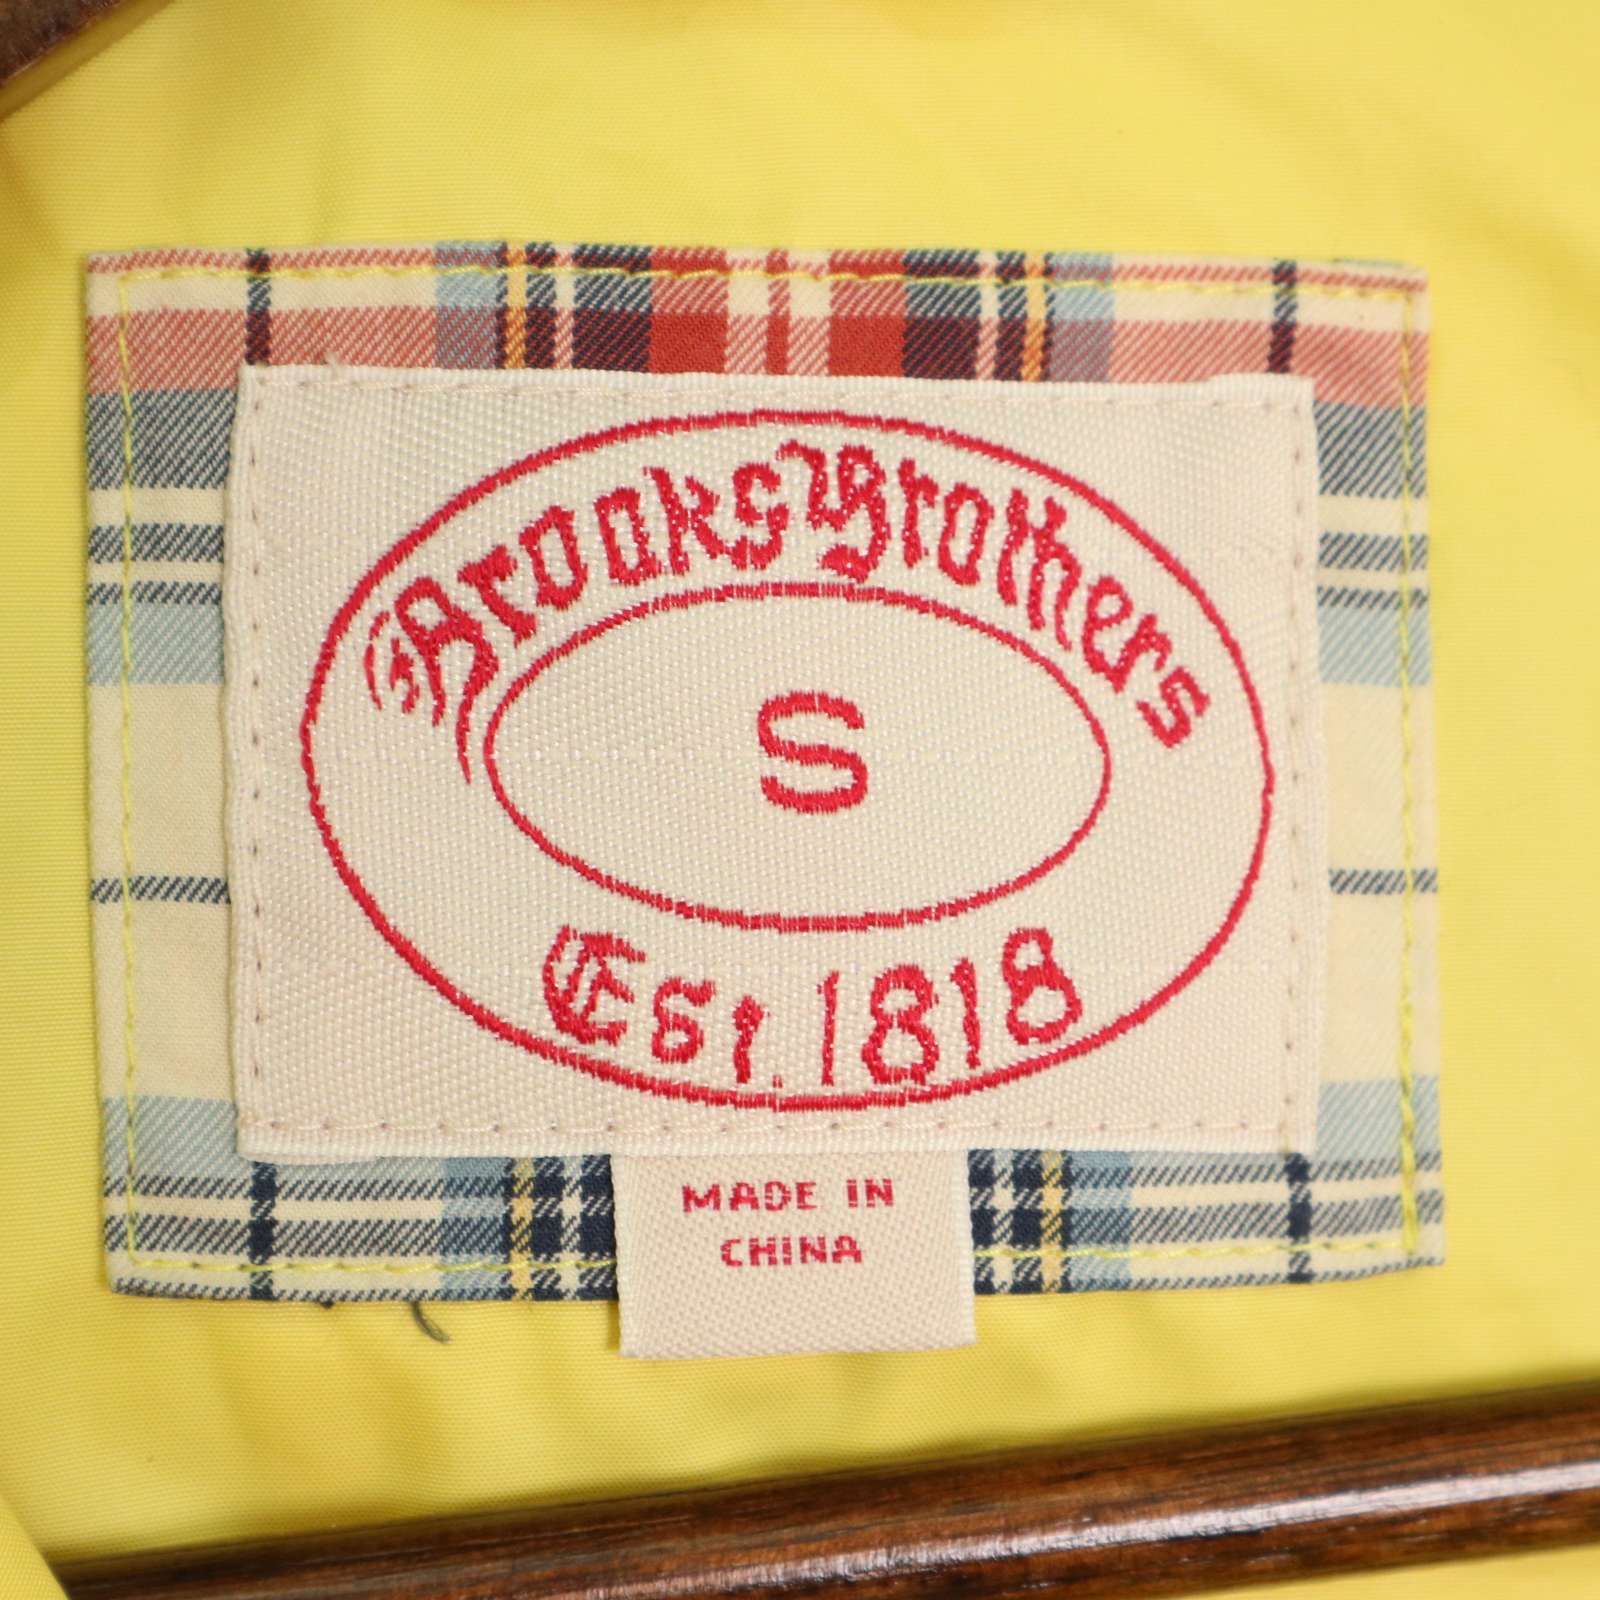 Brooks Brothers
S
Est. 1818
MADE IN
CHINA